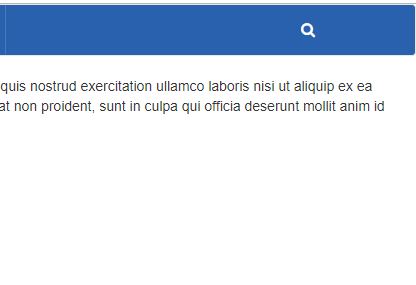 quis nostrud exercitation ullamco laboris nisi ut aliquip ex ea
at non proident, sunt in culpa qui officia deserunt mollit anim id